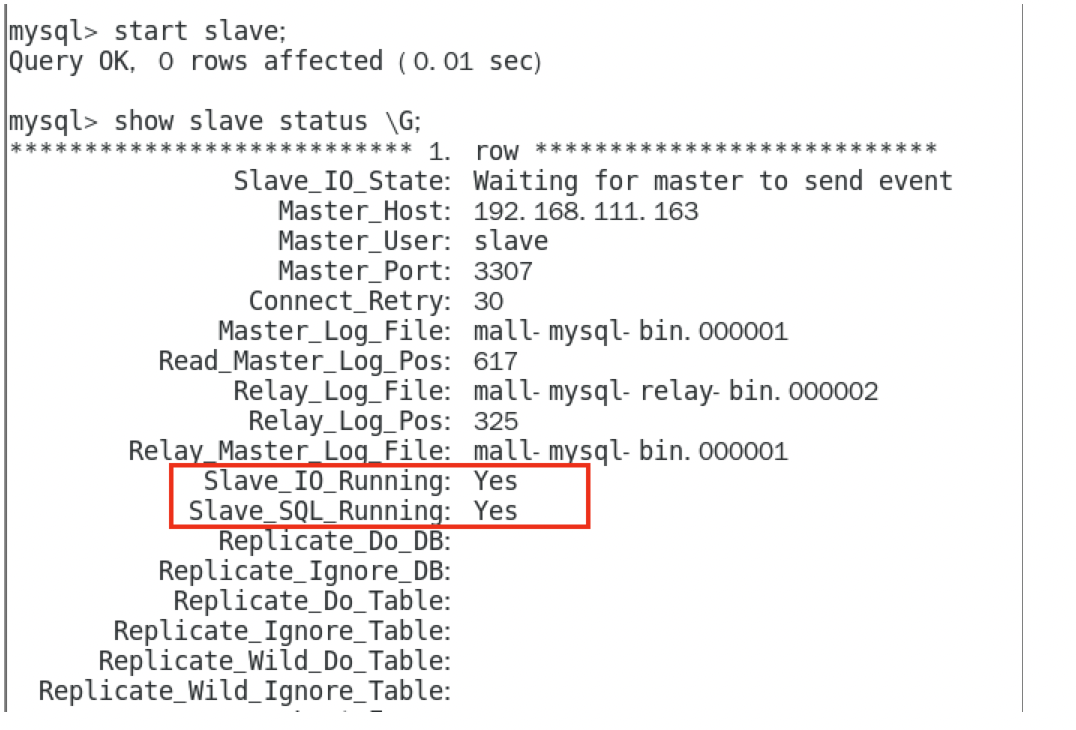 mysql> start slave;
Query OK, 0 rows affected (0.01 sec)
mysql> show slave status \G;
*************************** 1. row ***************************
Slave_IO_State: Waiting for master to send event
Master_Host: 192.168.111.163
Master_User: slave
Master_Port: 3307
Connect_Retry: 30
Master_Log_File: mall-mysql-bin.000001
Read_Master_Log_Pos: 617
Relay_Log_File: mall-mysql-relay-bin.000002
Relay_Log_Pos: 325
Relay_Master_Log_File: mall-mysql-bin.000001
Slave_IO_Running: Yes
Slave_SQL_Running: Yes
Replicate_Do_DB:
Replicate_Ignore_DB:
Replicate_Do_Table:
Replicate_Ignore_Table:
Replicate_Wild_Do_Table:
Replicate_Wild_Ignore_Table: